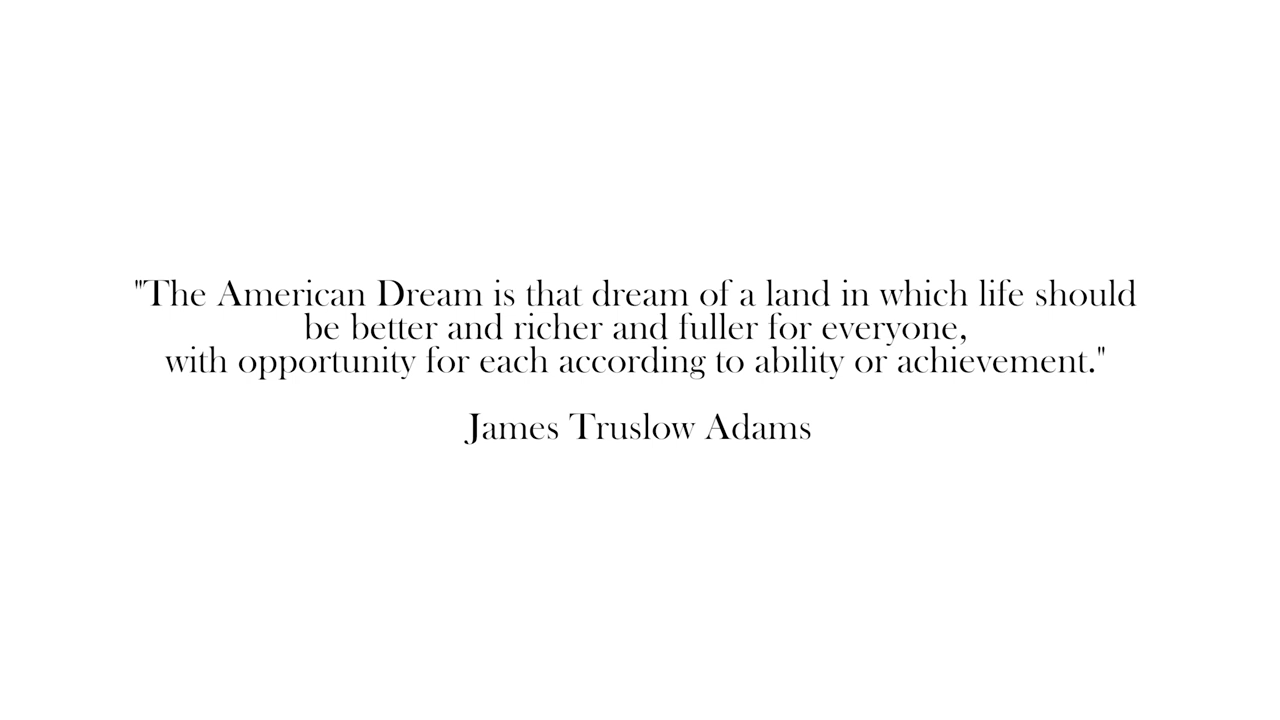 "The American Dream is that dream of a land in which life should
be better and richer and fuller for everyone,
with opportunity for each according to ability or achievement."
James Truslow Adams